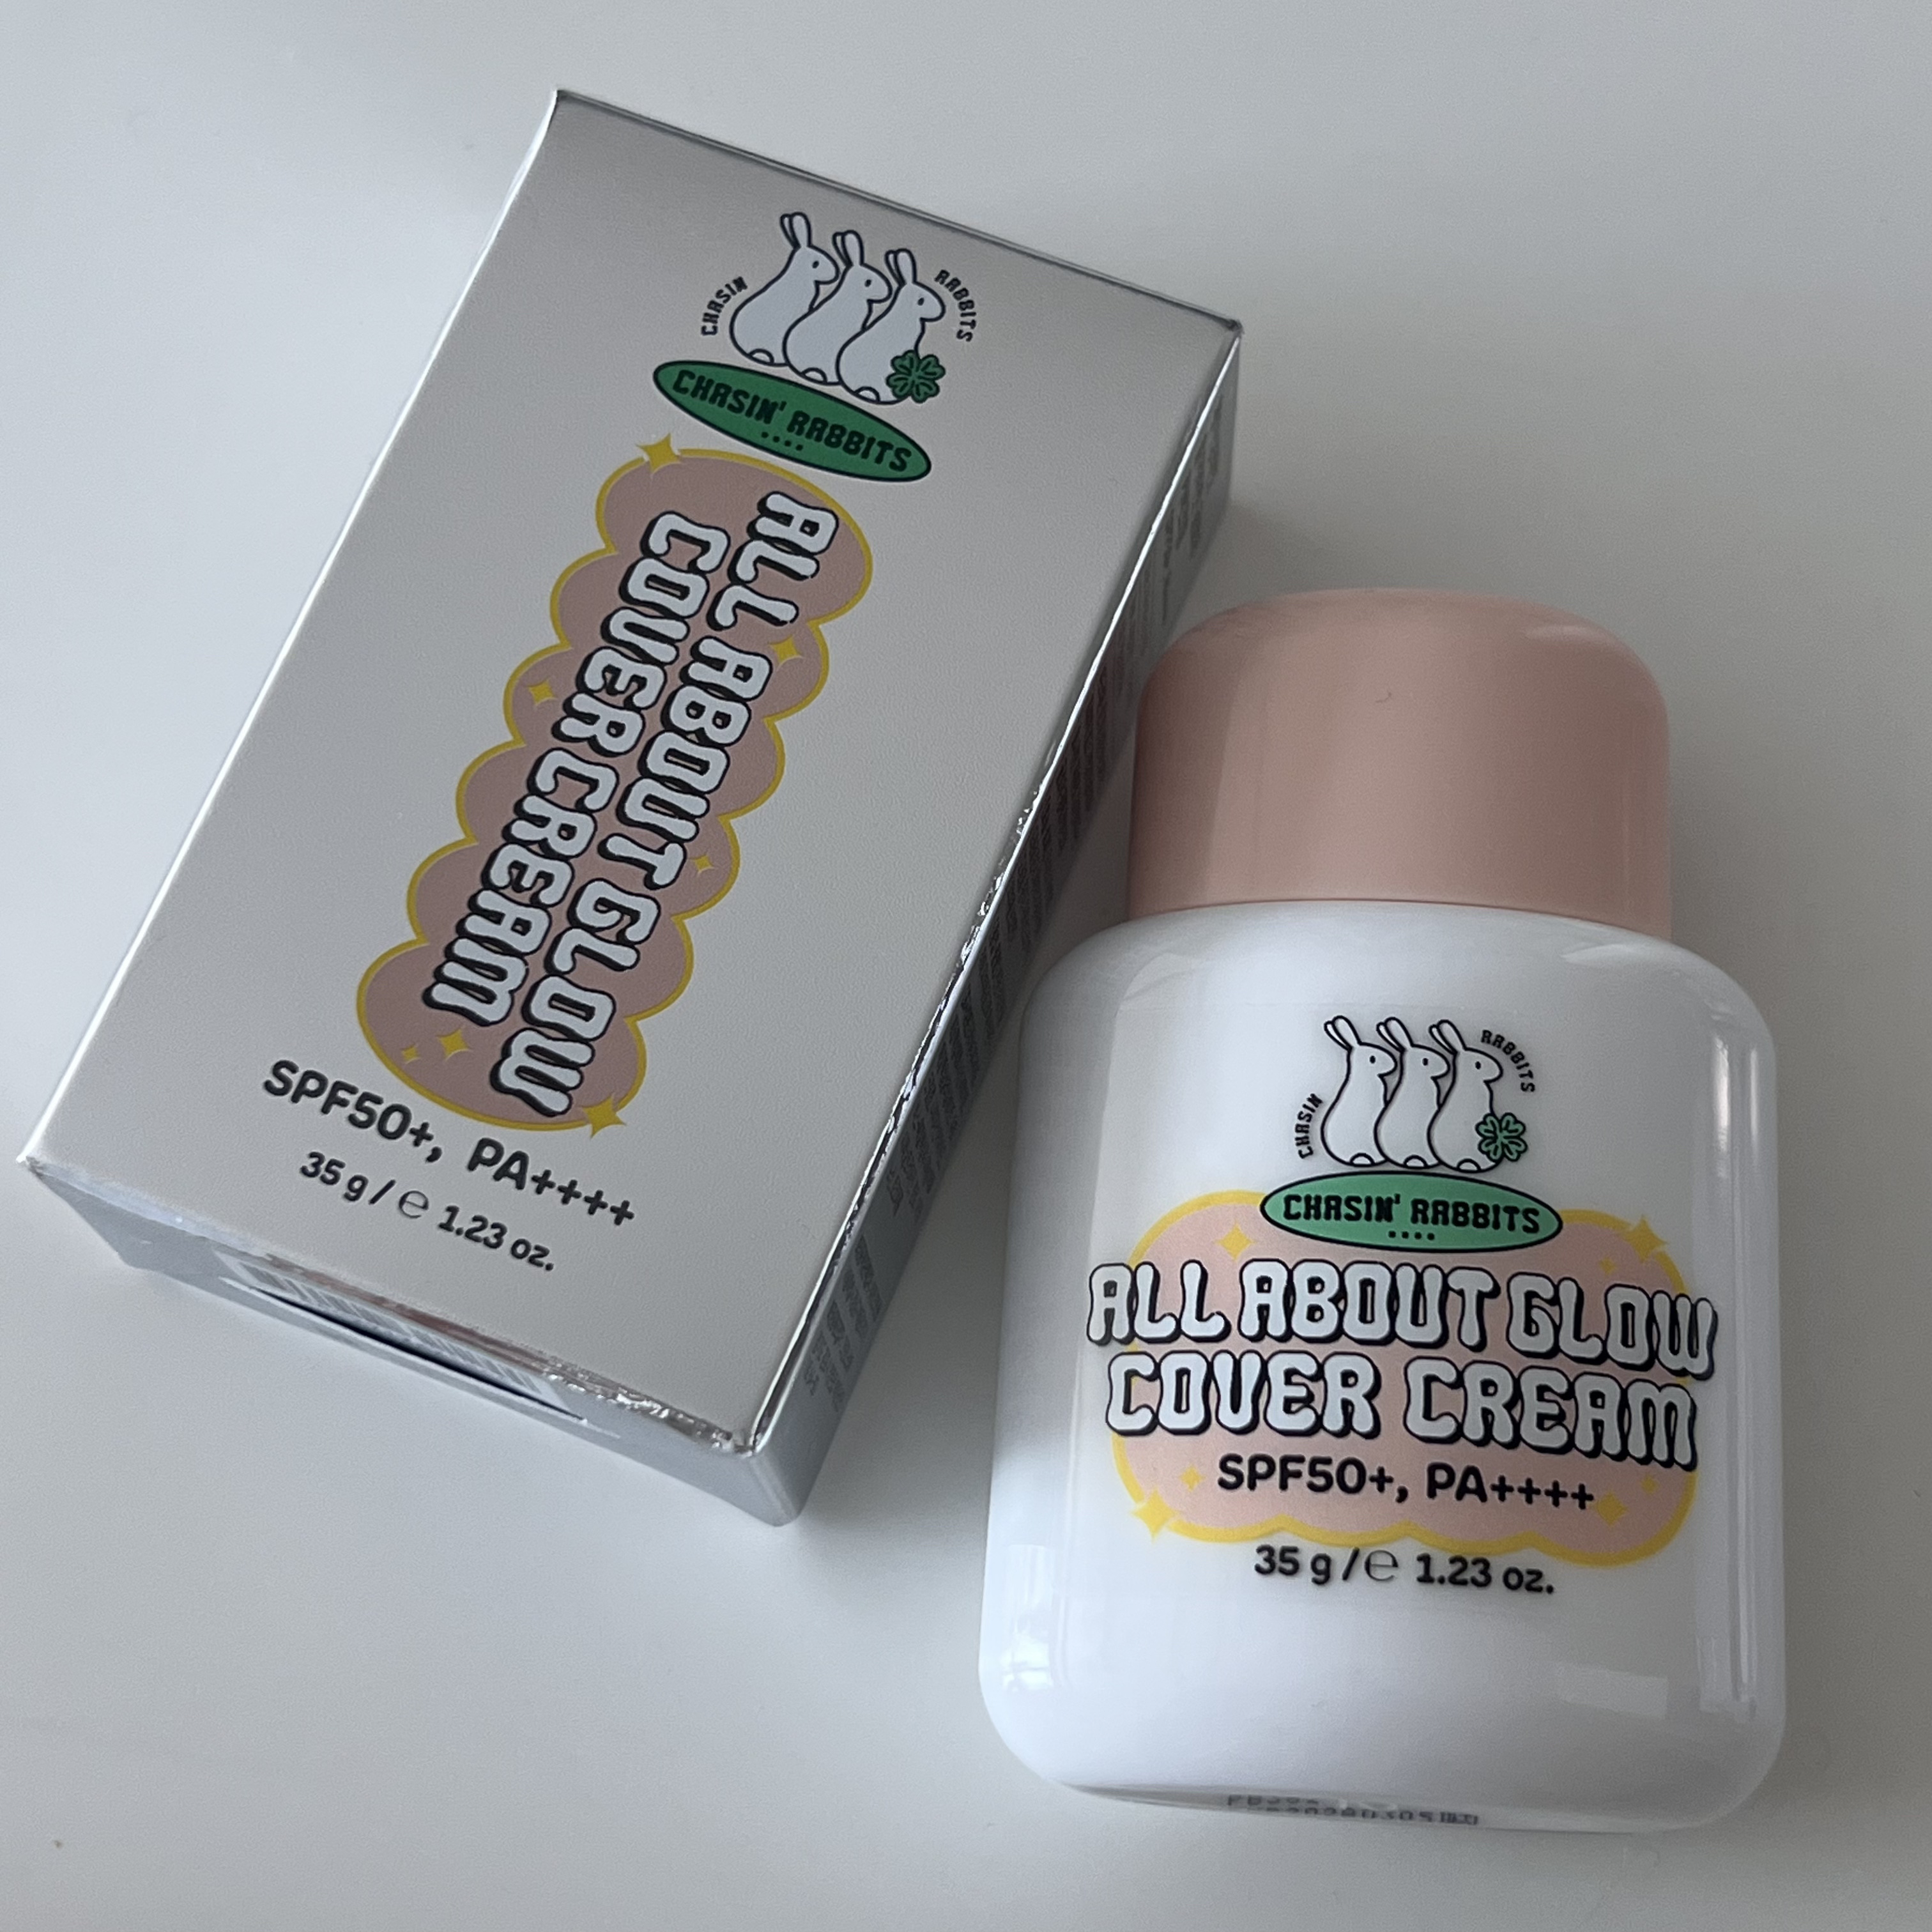 CHASIN RABBITS
CHASIN' RABBITS
ALL ABOUT GLOW
COVER CREAM
SPF50+, PA++++
35 g / ℮ 1.23 oz.
CHASIN RABBITS
CHASIN' RABBITS
ALL ABOUT GLOW
COVER CREAM
SPF50+, PA++++
35 g / ℮ 1.23 oz.